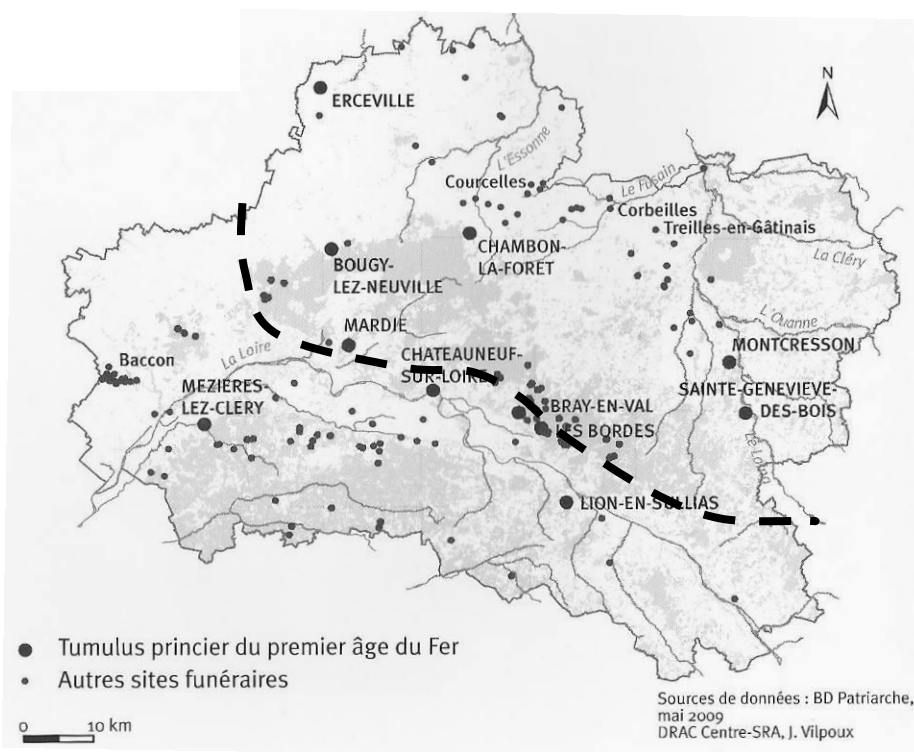 N
ERCEVILLE
L'Essonne
Courcelles
Le Fusain
Corbeilles
Treilles-en-Gâtinais
CHAMBON-
LA-FORÊT
La Cléry
BOUGY-
LEZ-NEUVILLE
L'Ouanne
MARDIE
MONTCRESSON
La Loire
CHATEAUNEUF-
SUR-LOIRE
Baccon
MEZIÈRES-
LEZ-CLERY
SAINTE-GENEVIEVE-
DES-BOIS
BRAY-EN-VAL
LES BORDES
Le Loing
LION-EN-SULLIAS
Tumulus princier du premier âge du Fer
Autres sites funéraires
0 10 km
Sources de données : BD Patriarche,
mai 2009
DRAC Centre-SRA, J. Vilpoux